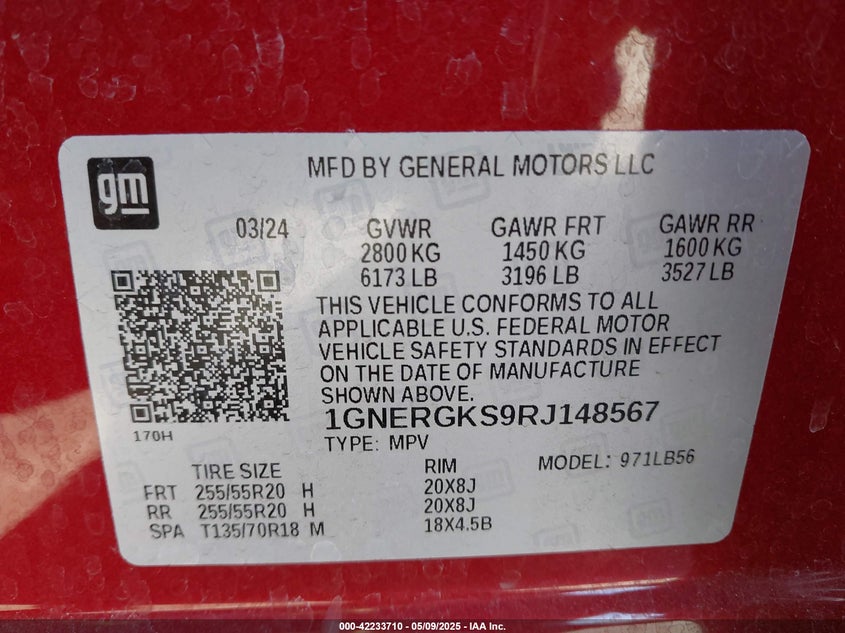 gm
MFD BY GENERAL MOTORS LLC
03/24 GVWR GAWR FRT GAWR RR
2800 KG 1450 KG 1600 KG
6173 LB 3196 LB 3527 LB
THIS VEHICLE CONFORMS TO ALL
APPLICABLE U.S. FEDERAL MOTOR
VEHICLE SAFETY STANDARDS IN EFFECT
ON THE DATE OF MANUFACTURE
SHOWN ABOVE.
1GNERGKS9RJ148567
170H
TYPE: MPV
MODEL: 971LB56
TIRE SIZE RIM
FRT 255/55R20 H 20X8J
RR 255/55R20 H 20X8J
SPA T135/70R18 M 18X4.5B
000-42233710 - 05/09/2025 - IAA Inc.